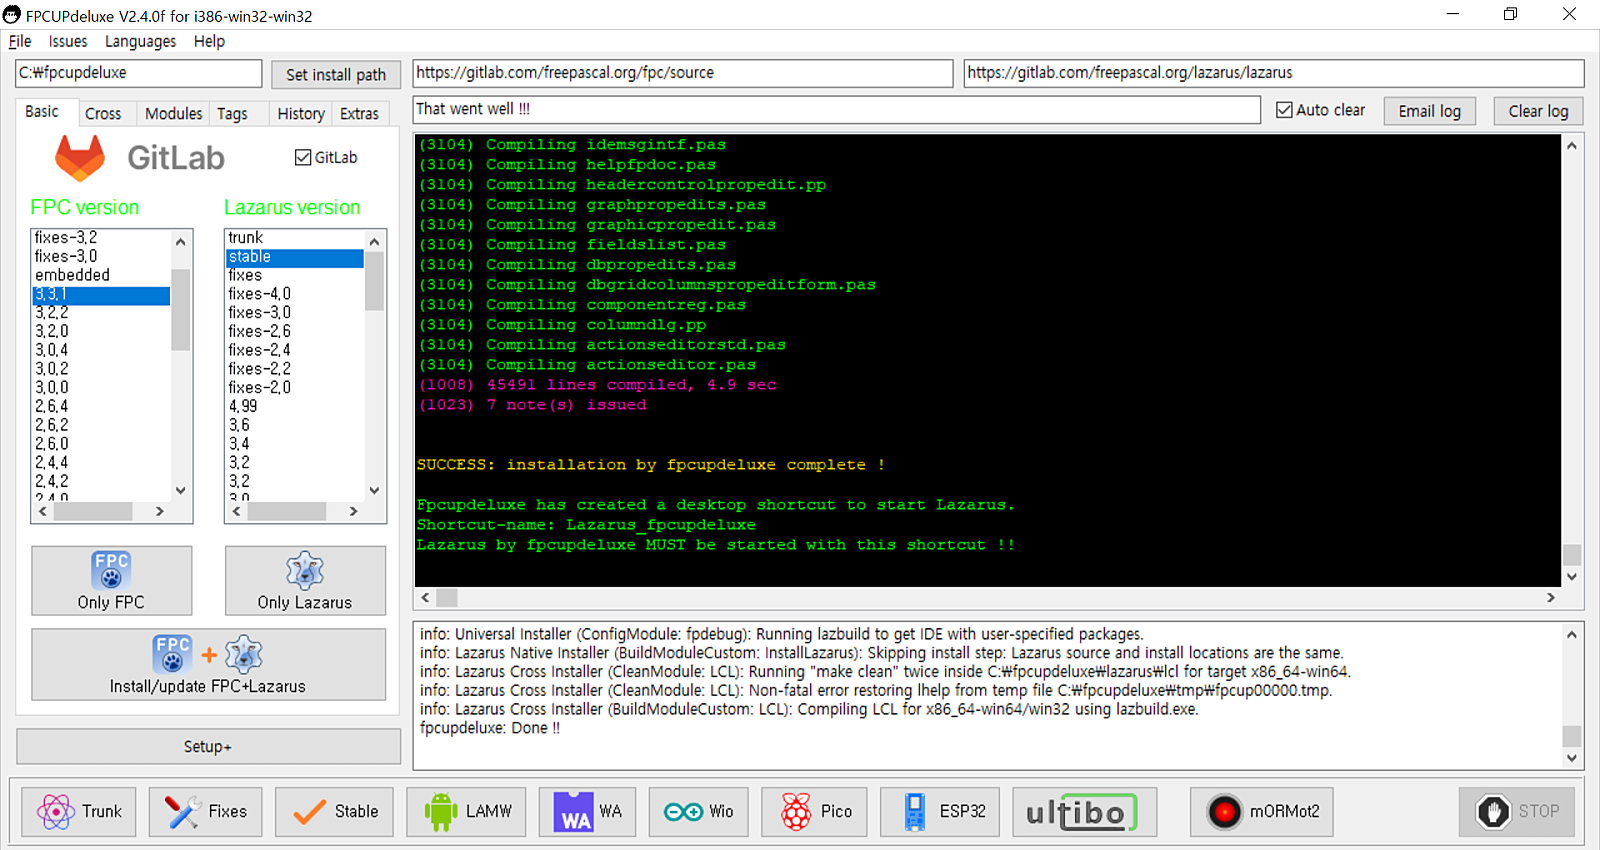 FPCUPdeluxe V2.4.0f for i386-win32-win32
File Issues Languages Help
C:₩fpcupdeluxe
Set install path
https://gitlab.com/freepascal.org/fpc/source
https://gitlab.com/freepascal.org/lazarus/lazarus
Basic Cross Modules Tags History Extras
That went well !!!
Auto clear
Email log
Clear log
GitLab
GitLab
FPC version
fixes-3.2
fixes-3.0
embedded
3.3.1
3.2.2
3.2.0
3.0.4
3.0.2
3.0.0
2.6.4
2.6.2
2.6.0
2.4.4
2.4.2
2.4.0
Lazarus version
trunk
stable
fixes
fixes-4.0
fixes-3.0
fixes-2.6
fixes-2.4
fixes-2.2
fixes-2.0
4.99
3.6
3.4
3.2
3.2
3.0
FPC
Only FPC
Only Lazarus
FPC +
Install/update FPC+Lazarus
Setup+
(3104) Compiling idemsgintf.pas
(3104) Compiling helpfpdoc.pas
(3104) Compiling headercontrolpropedit.pp
(3104) Compiling graphpropedits.pas
(3104) Compiling graphicpropedit.pas
(3104) Compiling fieldslist.pas
(3104) Compiling dbpropedits.pas
(3104) Compiling dbgridcolumnspropeditform.pas
(3104) Compiling componentreg.pas
(3104) Compiling columndlg.pp
(3104) Compiling actionseditorstd.pas
(3104) Compiling actionseditor.pas
(1008) 45491 lines compiled, 4.9 sec
(1023) 7 note(s) issued
SUCCESS: installation by fpcupdeluxe complete !
Fpcupdeluxe has created a desktop shortcut to start Lazarus.
Shortcut-name: Lazarus_fpcupdeluxe
Lazarus by fpcupdeluxe MUST be started with this shortcut !!
info: Universal Installer (ConfigModule: fpdebug): Running lazbuild to get IDE with user-specified packages.
info: Lazarus Native Installer (BuildModuleCustom: InstallLazarus): Skipping install step: Lazarus source and install locations are the same.
info: Lazarus Cross Installer (CleanModule: LCL): Running "make clean" twice inside C:₩fpcupdeluxe₩lazarus₩lcl for target x86_64-win64.
info: Lazarus Cross Installer (CleanModule: LCL): Non-fatal error restoring lhelp from temp file C:₩fpcupdeluxe₩tmp₩fpcup00000.tmp.
info: Lazarus Cross Installer (BuildModuleCustom: LCL): Compiling LCL for x86_64-win64/win32 using lazbuild.exe.
fpcupdeluxe: Done !!
Trunk
Fixes
Stable
LAMW
WA WA
Wio
Pico
ESP32
ultibo
mORMot2
STOP